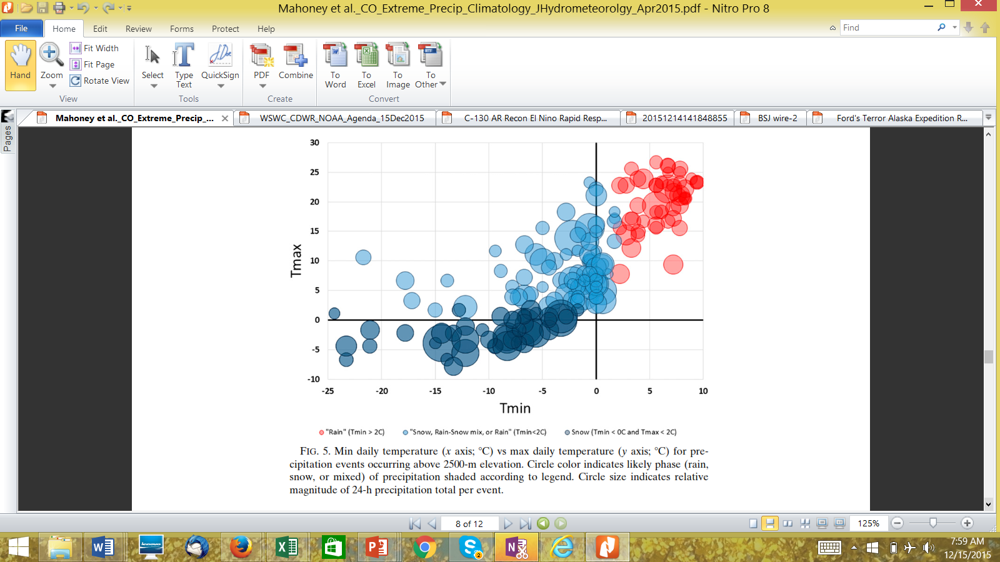 Mahoney et al._CO_Extreme_Precip_Climatology_JHydrometeorolgy_Apr2015.pdf - Nitro Pro 8
File Home Edit Review Forms Protect Help Find
Hand Zoom Fit Width Fit Page Rotate View
View
Select Type Text QuickSign
Tools
PDF Combine
Create
To Word To Excel To Image To Other
Convert
Pages
Mahoney et al._CO_Extreme_Precip_... WSWC_CDWR_NOAA_Agenda_15Dec2015 C-130 AR Recon El Nino Rapid Resp... 20151214141848855 BSJ wire-2 Ford's Terror Alaska Expedition R...
30
25
20
15
10
5
0
-5
-10
Tmax
-25 -20 -15 -10 -5 0 5 10
Tmin
"Rain" (Tmin > 2C) "Snow, Rain-Snow mix, or Rain" (Tmin<2C) Snow (Tmin < 0C and Tmax < 2C)
FIG. 5. Min daily temperature (x axis; °C) vs max daily temperature (y axis; °C) for pre-
cipitation events occurring above 2500-m elevation. Circle color indicates likely phase (rain,
snow, or mixed) of precipitation shaded according to legend. Circle size indicates relative
magnitude of 24-h precipitation total per event.
8 of 12 125%
7:59 AM
12/15/2015